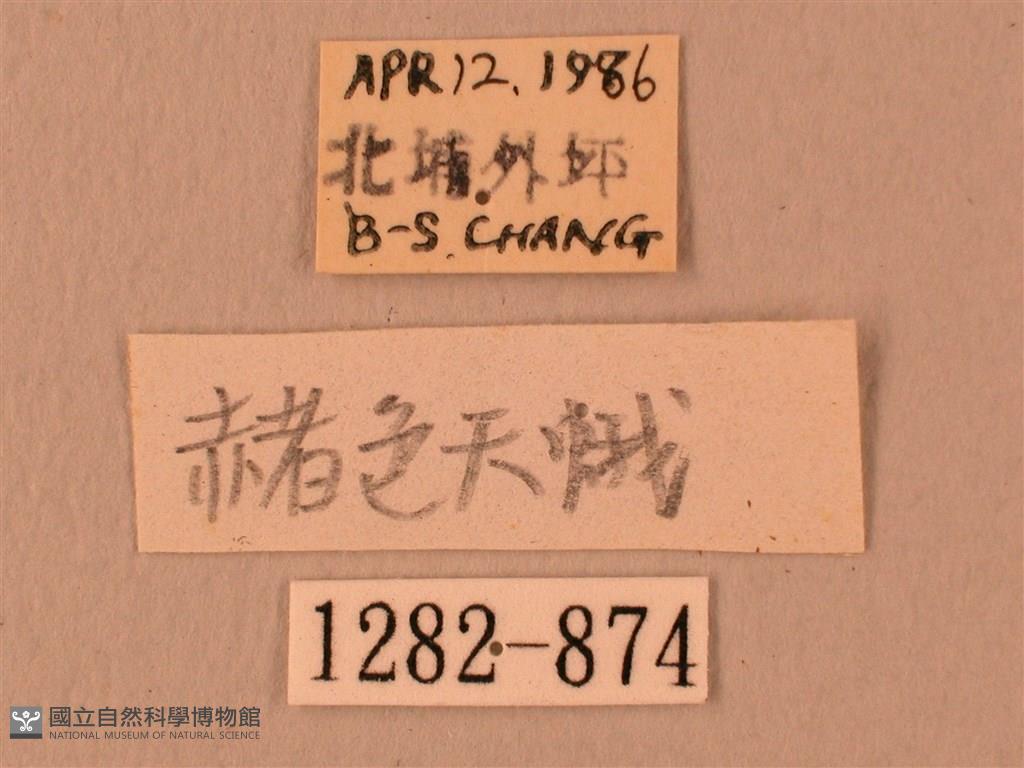 APR 12. 1986
北埔外坪
B-S. CHANG
赭色天蛾
1282-874
國立自然科學博物館
NATIONAL MUSEUM OF NATURAL SCIENCE